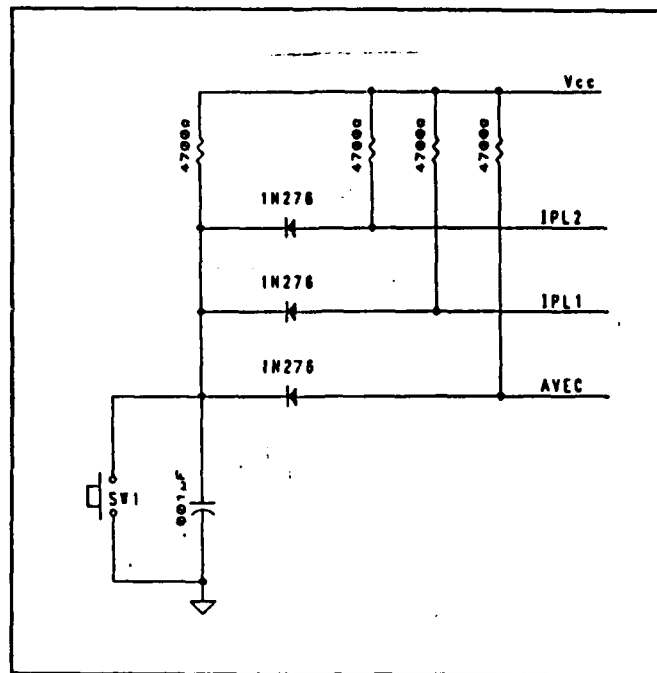 Vcc
4700Ω 4700Ω 4700Ω 4700Ω
1N276
IPL2
1N276
IPL1
1N276
AVEC
SW1
.001µF